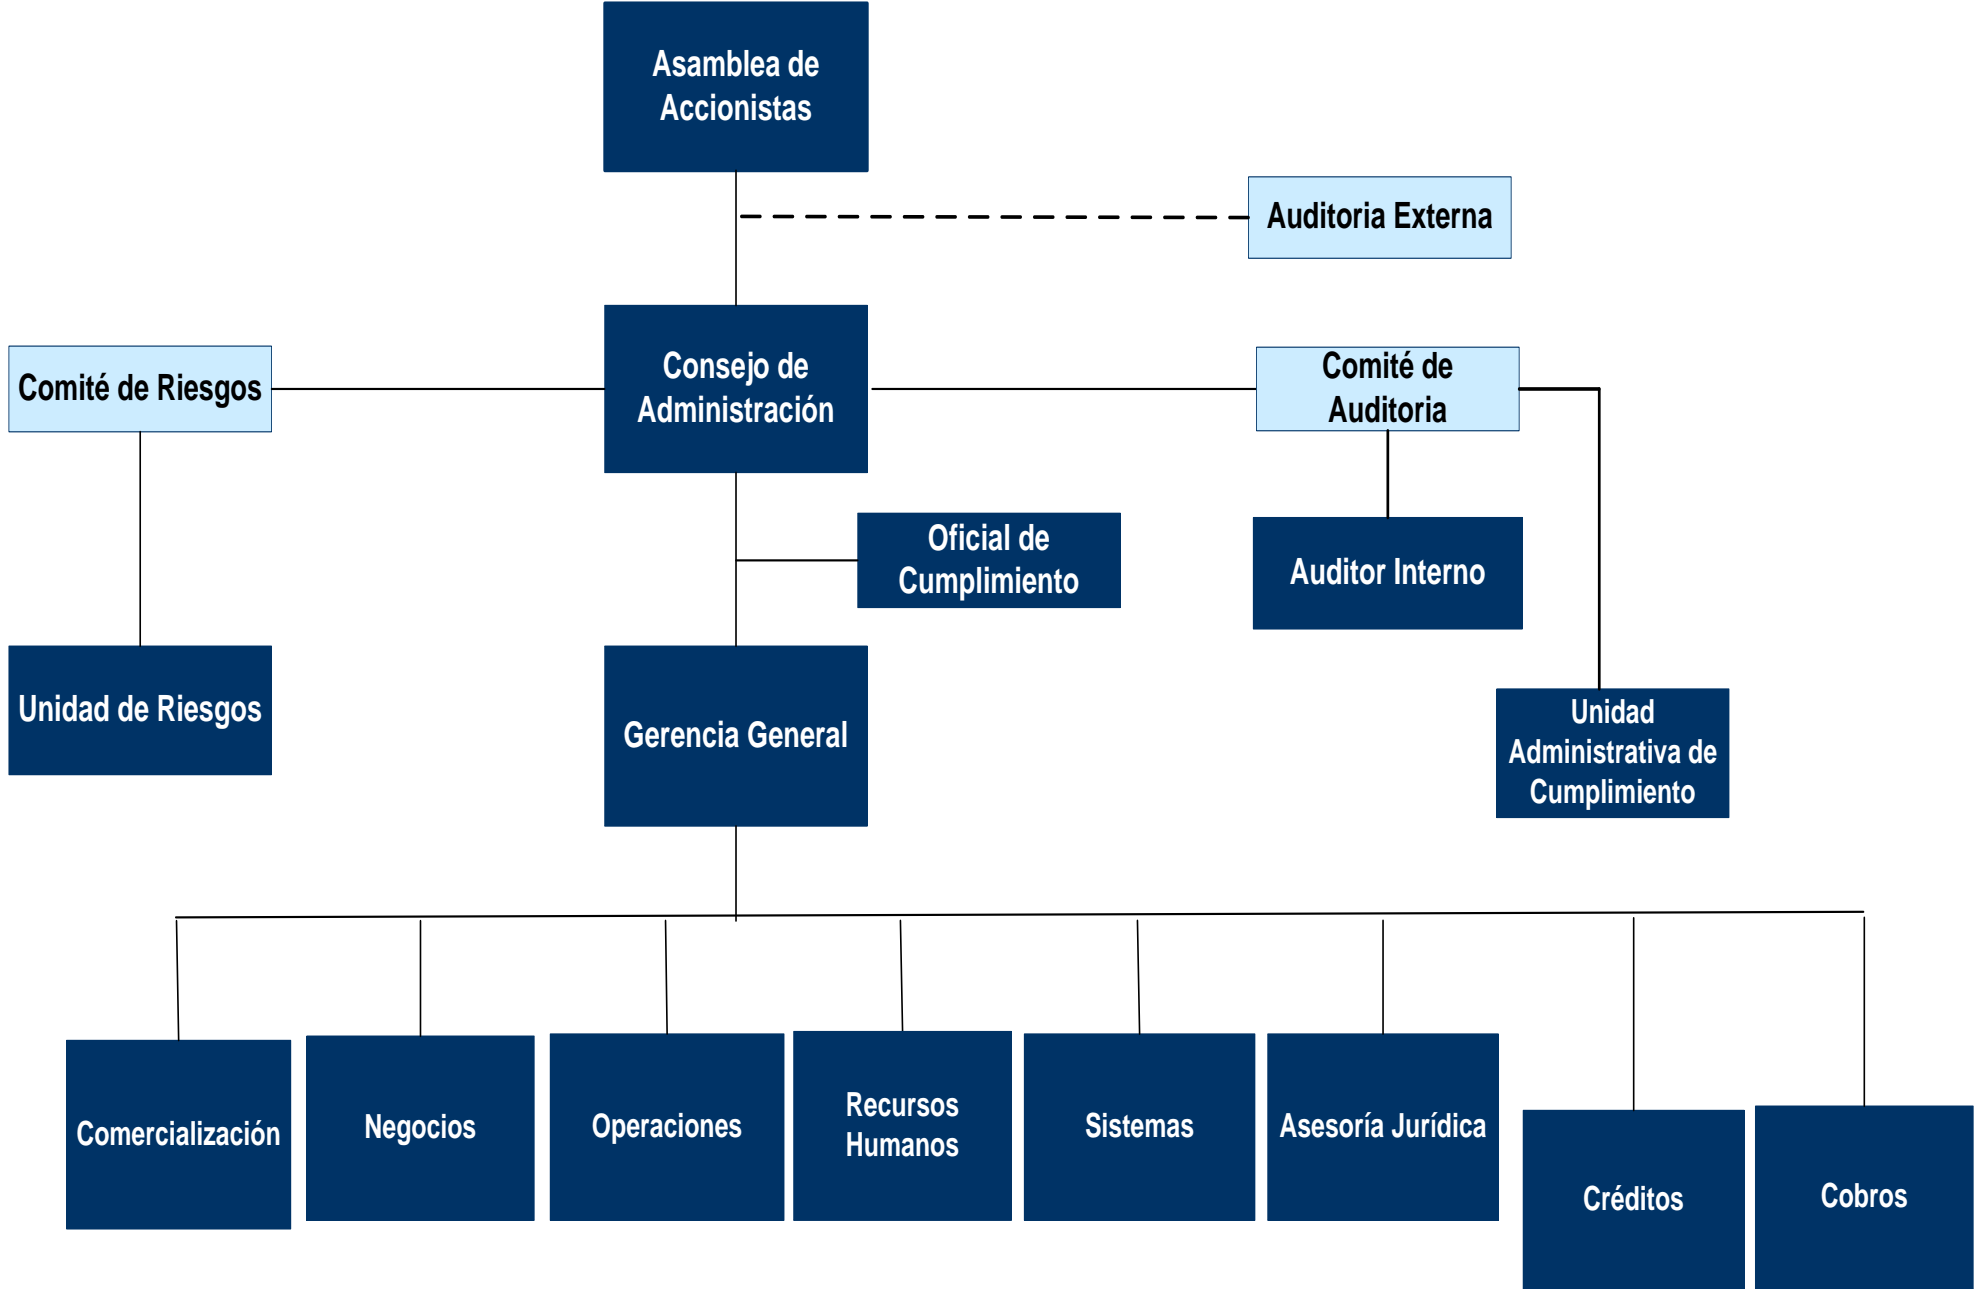 Asamblea de
Accionistas
Auditoria Externa
Comité de Riesgos
Consejo de
Administración
Comité de
Auditoria
Oficial de
Cumplimiento
Auditor Interno
Unidad de Riesgos
Gerencia General
Unidad
Administrativa de
Cumplimiento
Comercialización
Negocios
Operaciones
Recursos
Humanos
Sistemas
Asesoría Jurídica
Créditos
Cobros